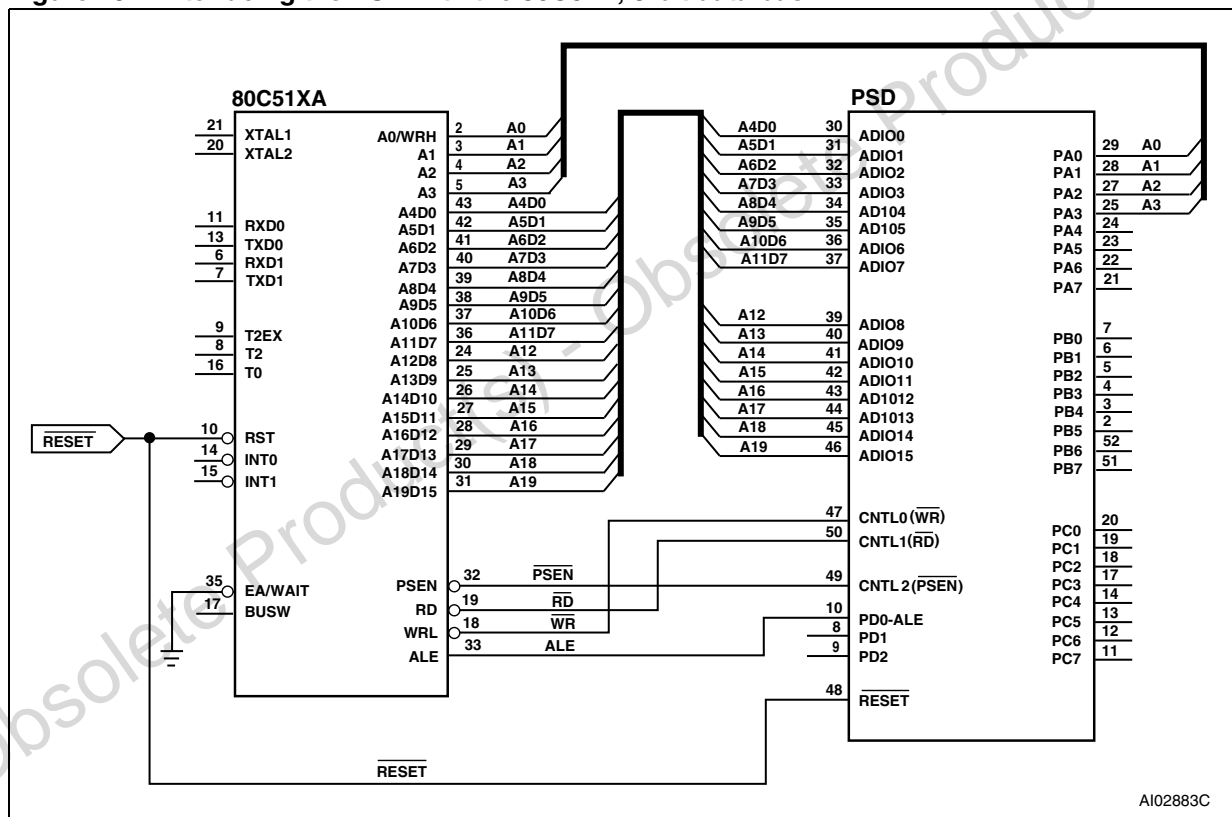 80C51XA
PSD
21 XTAL1
20 XTAL2
11 RXD0
13 TXD0
6 RXD1
7 TXD1
9 T2EX
8 T2
16 T0
RESET
10 RST
14 INT0
15 INT1
35 EA/WAIT
17 BUSW
A0/WRH 2 A0
A1 3 A1
A2 4 A2
A3 5 A3
A4D0 43 A4D0
A5D1 42 A5D1
A6D2 41 A6D2
A7D3 40 A7D3
A8D4 39 A8D4
A9D5 38 A9D5
A10D6 37 A10D6
A11D7 36 A11D7
A12D8 24 A12
A13D9 25 A13
A14D10 26 A14
A15D11 27 A15
A16D12 28 A16
A17D13 29 A17
A18D14 30 A18
A19D15 31 A19
PSEN 32 PSEN
RD 19 RD
WRL 18 WR
ALE 33 ALE
A4D0 30 ADIO0
A5D1 31 ADIO1
A6D2 32 ADIO2
A7D3 33 ADIO3
A8D4 34 AD104
A9D5 35 AD105
A10D6 36 ADIO6
A11D7 37 ADIO7
A12 39 ADIO8
A13 40 ADIO9
A14 41 ADIO10
A15 42 ADIO11
A16 43 AD1012
A17 44 AD1013
A18 45 ADIO14
A19 46 ADIO15
47 CNTL0(WR)
50 CNTL1(RD)
49 CNTL2(PSEN)
10 PD0-ALE
8 PD1
9 PD2
48 RESET
PA0 29 A0
PA1 28 A1
PA2 27 A2
PA3 25 A3
PA4 24
PA5 23
PA6 22
PA7 21
PB0 7
PB1 6
PB2 5
PB3 4
PB4 3
PB5 2
PB6 52
PB7 51
PC0 20
PC1 19
PC2 18
PC3 17
PC4 14
PC5 13
PC6 12
PC7 11
RESET
AI02883C
Obsolete Product(s) - Obsolete Product